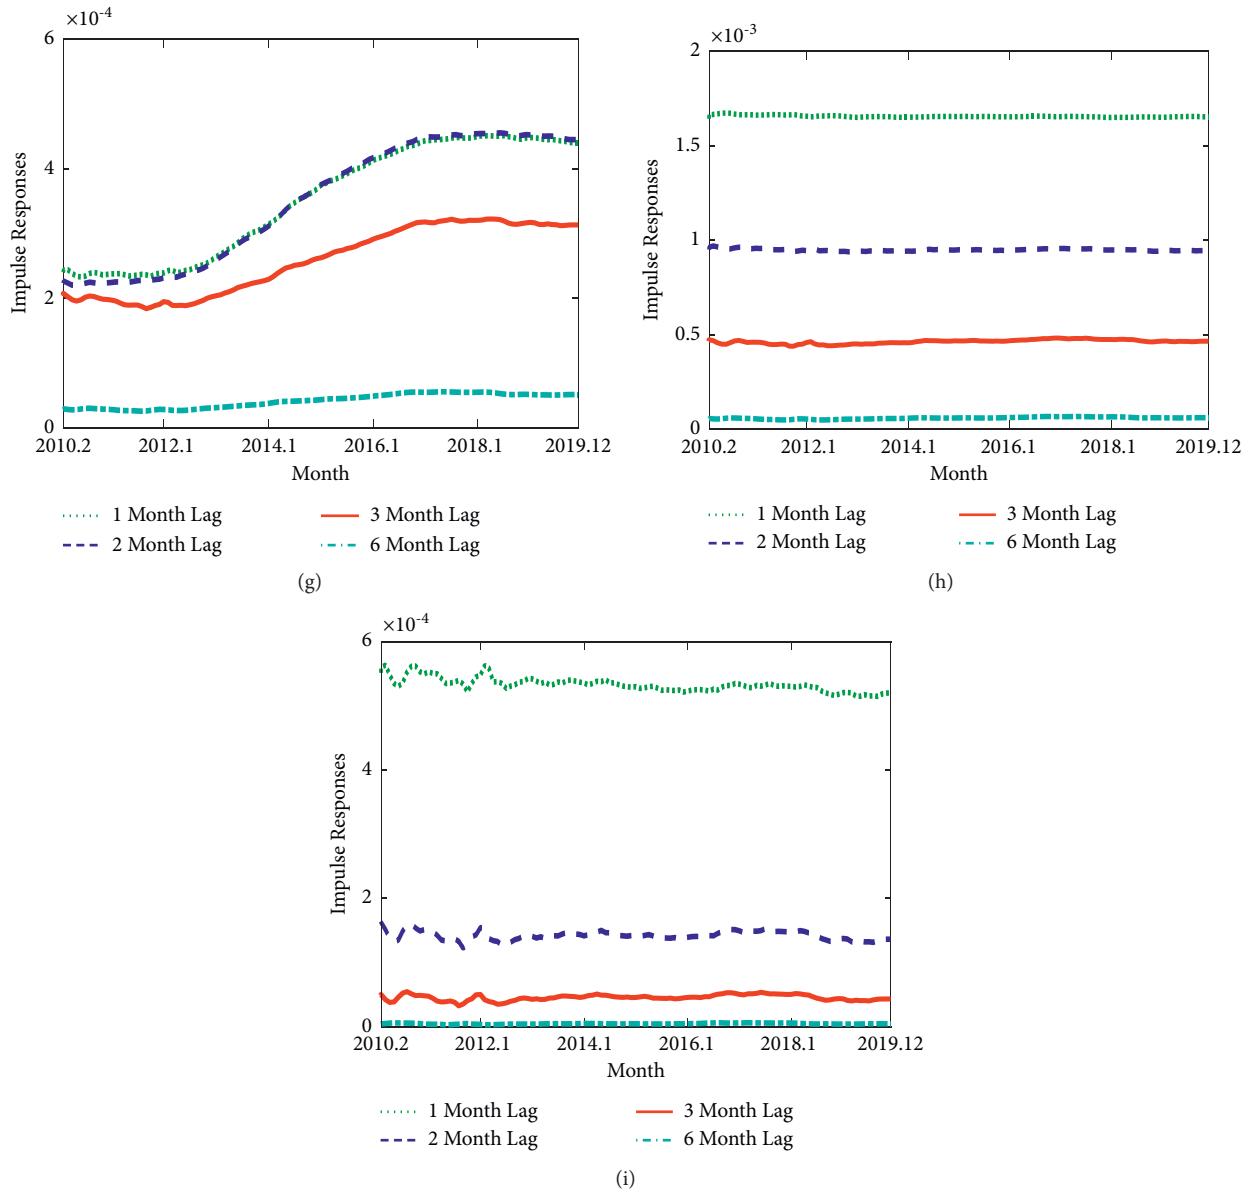 ×10-4
6
4
2
0
Impulse Responses
2010.2 2012.1 2014.1 2016.1 2018.1 2019.12
Month
1 Month Lag 3 Month Lag
2 Month Lag 6 Month Lag
(g)
×10-3
2
1.5
1
0.5
0
Impulse Responses
2010.2 2012.1 2014.1 2016.1 2018.1 2019.12
Month
1 Month Lag 3 Month Lag
2 Month Lag 6 Month Lag
(h)
×10-4
6
4
2
0
Impulse Responses
2010.2 2012.1 2014.1 2016.1 2018.1 2019.12
Month
1 Month Lag 3 Month Lag
2 Month Lag 6 Month Lag
(i)